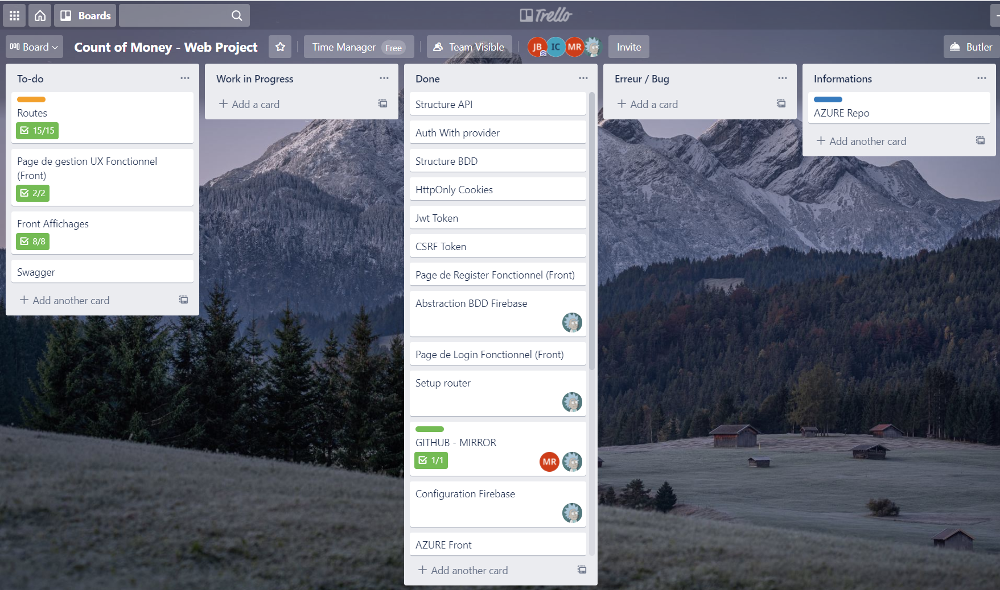 Boards
Trello
Board
Count of Money - Web Project
Time Manager Free
Team Visible
JB IC MR
Invite
Butler
To-do
Routes
15/15
Page de gestion UX Fonctionnel
(Front)
2/2
Front Affichages
8/8
Swagger
+ Add another card
Work in Progress
+ Add a card
Done
Structure API
Auth With provider
Structure BDD
HttpOnly Cookies
Jwt Token
CSRF Token
Page de Register Fonctionnel (Front)
Abstraction BDD Firebase
Page de Login Fonctionnel (Front)
Setup router
GITHUB - MIRROR
1/1
MR
Configuration Firebase
AZURE Front
+ Add another card
Erreur / Bug
+ Add a card
Informations
AZURE Repo
+ Add another card